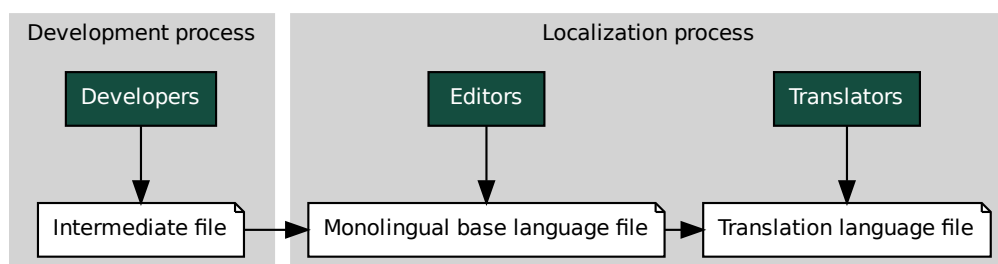 Development process
Localization process
Developers
Editors
Translators
Intermediate file
Monolingual base language file
Translation language file